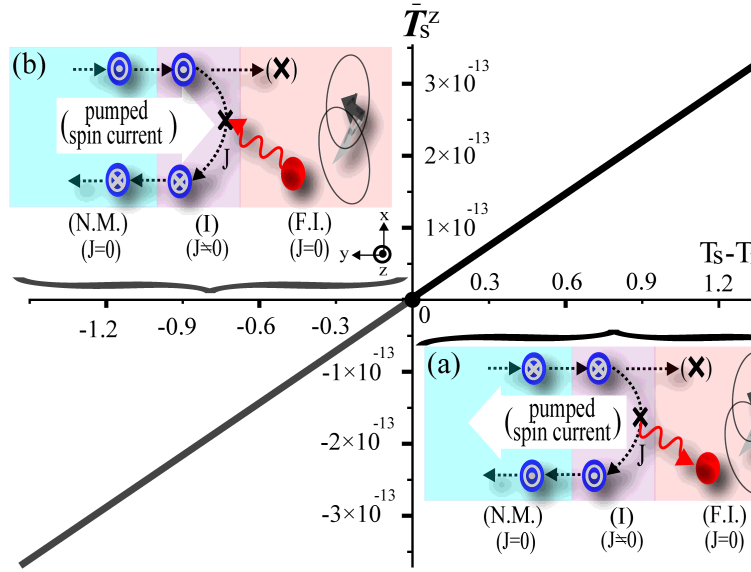 T̄sᶻ
(b)
(×)
pumped
( spin current )
J
(N.M.) (I) (F.I.)
(J=0) (J≒0) (J=0)
x
y
z
3×10⁻¹³
2×10⁻¹³
1×10⁻¹³
Ts-T
0.3 0.6 0.9 1.2
0
-1.2 -0.9 -0.6 -0.3
-1×10⁻¹³
-2×10⁻¹³
-3×10⁻¹³
(a)
(×)
pumped
( spin current )
J
(N.M.) (I) (F.I.)
(J=0) (J≒0) (J=0)